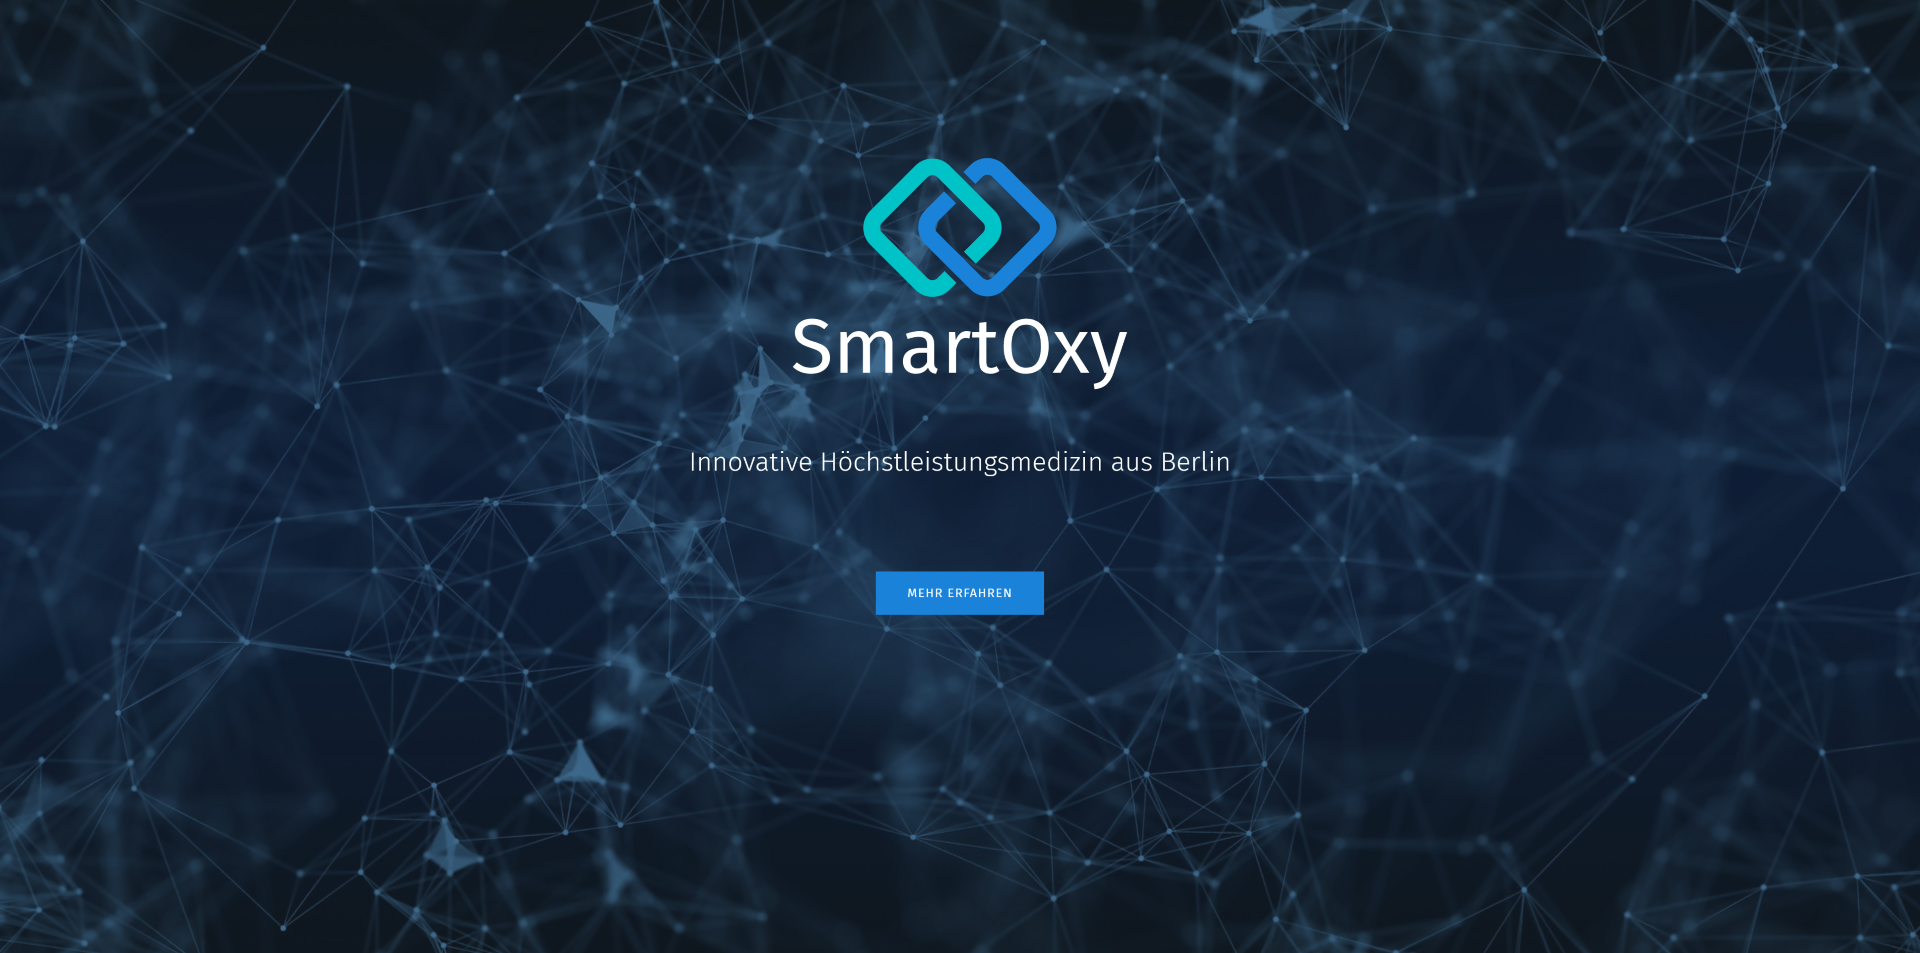 SmartOxy
Innovative Höchstleistungsmedizin aus Berlin
MEHR ERFAHREN